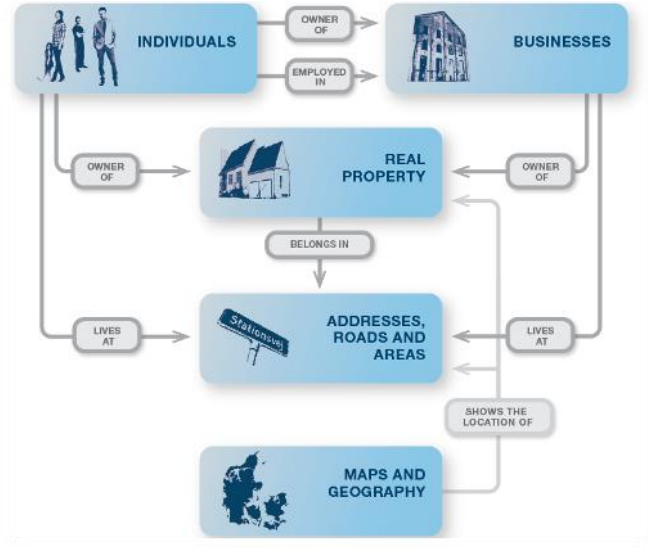 INDIVIDUALS
OWNER
OF
EMPLOYED
IN
BUSINESSES
OWNER
OF
REAL
PROPERTY
OWNER
OF
BELONGS IN
LIVES
AT
Stationsvej
ADDRESSES,
ROADS AND
AREAS
LIVES
AT
SHOWS THE
LOCATION OF
MAPS AND
GEOGRAPHY